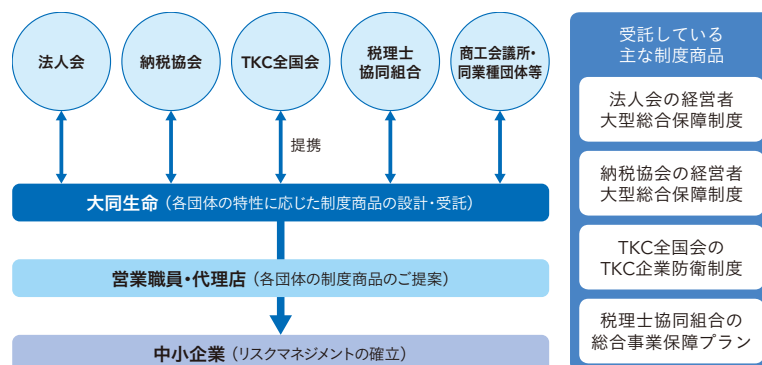 法人会
納税協会
TKC全国会
税理士
協同組合
商工会議所・
同業種団体等
提携
大同生命（各団体の特性に応じた制度商品の設計・受託）
営業職員・代理店（各団体の制度商品のご提案）
中小企業（リスクマネジメントの確立）
受託している
主な制度商品
法人会の経営者
大型総合保障制度
納税協会の経営者
大型総合保障制度
TKC全国会の
TKC企業防衛制度
税理士協同組合の
総合事業保障プラン